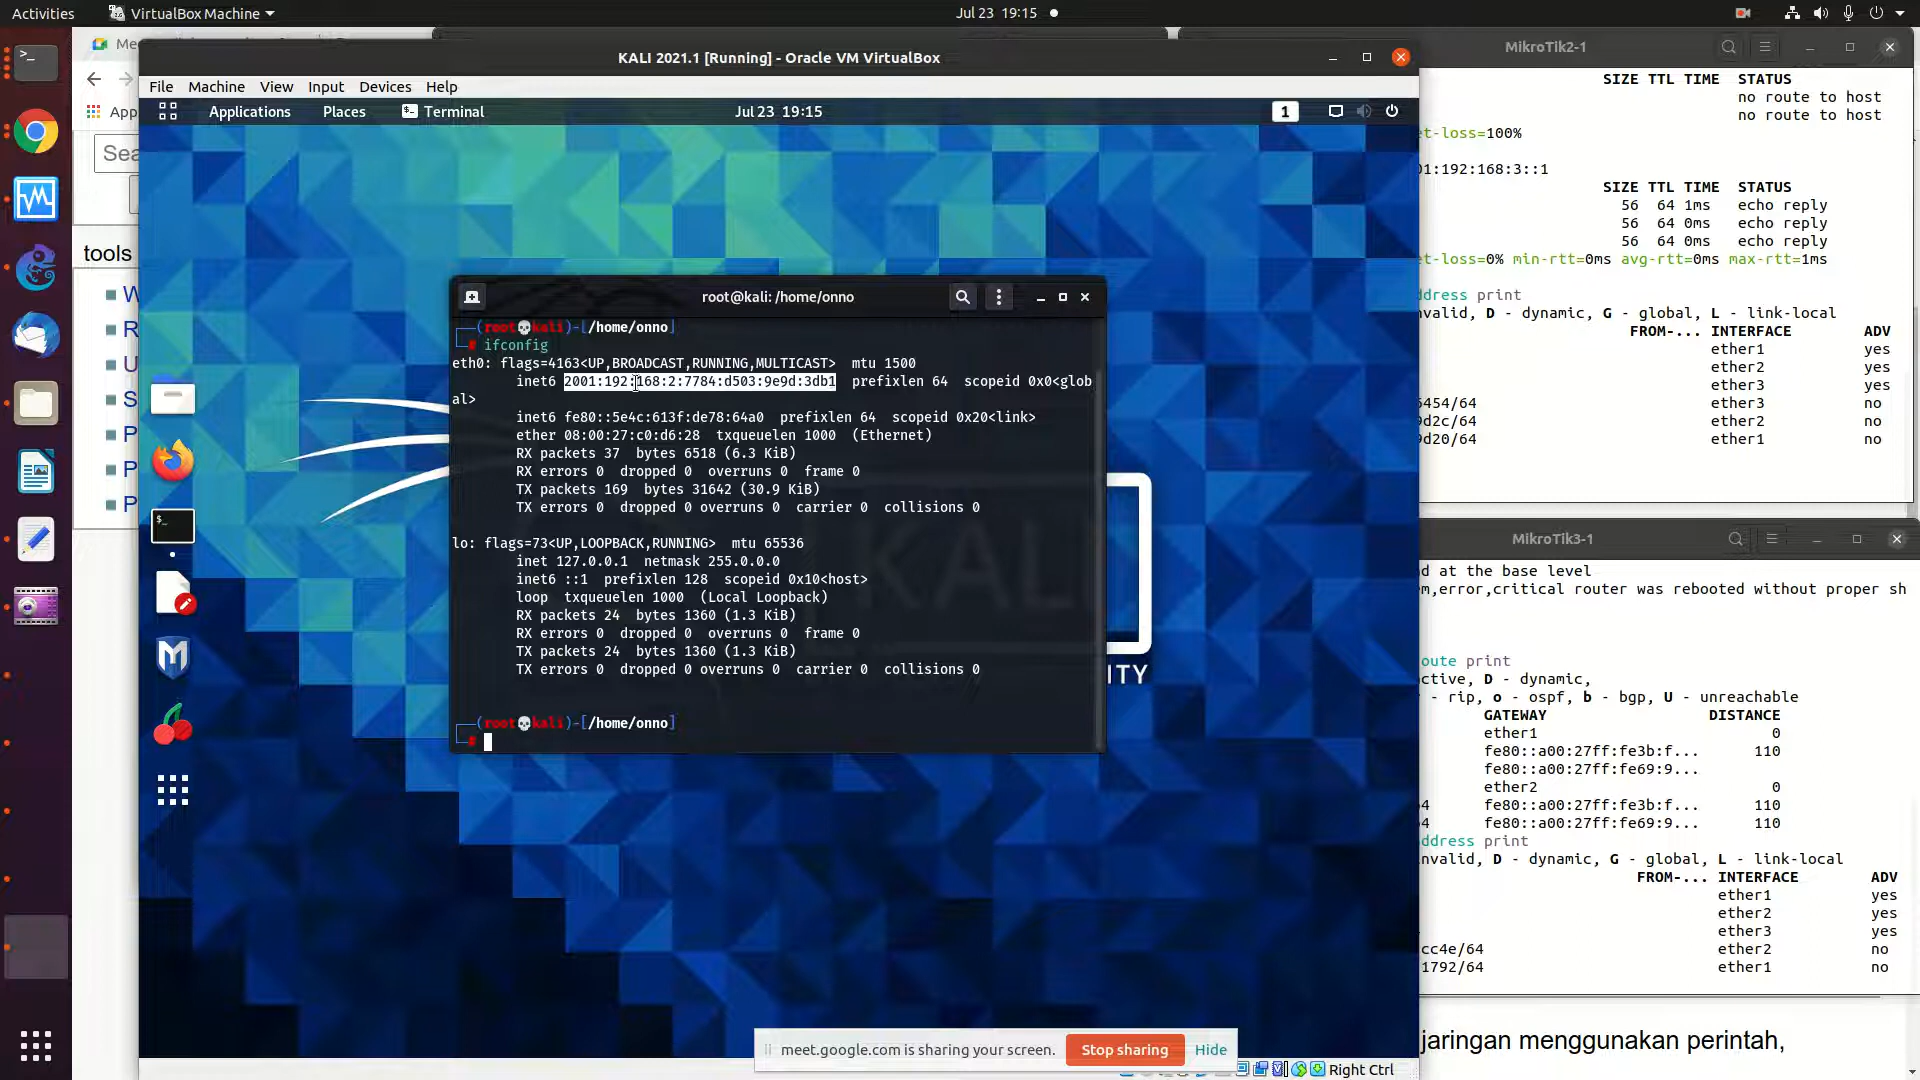 Activities
VirtualBox Machine
Jul 23 19:15
KALI 2021.1 [Running] - Oracle VM VirtualBox
File Machine View Input Devices Help
Applications Places Terminal
Jul 23 19:15
1
App
Sea
tools
W
R
U
S
P
P
P
root@kali: /home/onno
(root kali)-[/home/onno]
# ifconfig
eth0: flags=4163<UP,BROADCAST,RUNNING,MULTICAST> mtu 1500
inet6 2001:192:168:2:7784:d503:9e9d:3db1 prefixlen 64 scopeid 0x0<glob
al>
inet6 fe80::5e4c:613f:de78:64a0 prefixlen 64 scopeid 0x20<link>
ether 08:00:27:c0:d6:28 txqueuelen 1000 (Ethernet)
RX packets 37 bytes 6518 (6.3 KiB)
RX errors 0 dropped 0 overruns 0 frame 0
TX packets 169 bytes 31642 (30.9 KiB)
TX errors 0 dropped 0 overruns 0 carrier 0 collisions 0
lo: flags=73<UP,LOOPBACK,RUNNING> mtu 65536
inet 127.0.0.1 netmask 255.0.0.0
inet6 ::1 prefixlen 128 scopeid 0x10<host>
loop txqueuelen 1000 (Local Loopback)
RX packets 24 bytes 1360 (1.3 KiB)
RX errors 0 dropped 0 overruns 0 frame 0
TX packets 24 bytes 1360 (1.3 KiB)
TX errors 0 dropped 0 overruns 0 carrier 0 collisions 0
(root kali)-[/home/onno]
#
KALI
ITY
MikroTik2-1
SIZE TTL TIME STATUS
no route to host
no route to host
et-loss=100%
01:192:168:3::1
SIZE TTL TIME STATUS
56 64 1ms echo reply
56 64 0ms echo reply
56 64 0ms echo reply
et-loss=0% min-rtt=0ms avg-rtt=0ms max-rtt=1ms
ddress print
nvalid, D - dynamic, G - global, L - link-local
FROM-... INTERFACE ADV
ether1 yes
ether2 yes
ether3 yes
6454/64 ether3 no
9d2c/64 ether2 no
9d20/64 ether1 no
MikroTik3-1
d at the base level
m,error,critical router was rebooted without proper sh
oute print
ctive, D - dynamic,
- rip, o - ospf, b - bgp, U - unreachable
GATEWAY DISTANCE
ether1 0
fe80::a00:27ff:fe3b:f... 110
fe80::a00:27ff:fe69:9...
ether2 0
4 fe80::a00:27ff:fe3b:f... 110
4 fe80::a00:27ff:fe69:9... 110
ddress print
nvalid, D - dynamic, G - global, L - link-local
FROM-... INTERFACE ADV
ether1 yes
ether2 yes
ether3 yes
cc4e/64 ether2 no
1792/64 ether1 no
jaringan menggunakan perintah,
meet.google.com is sharing your screen. Stop sharing Hide
Right Ctrl